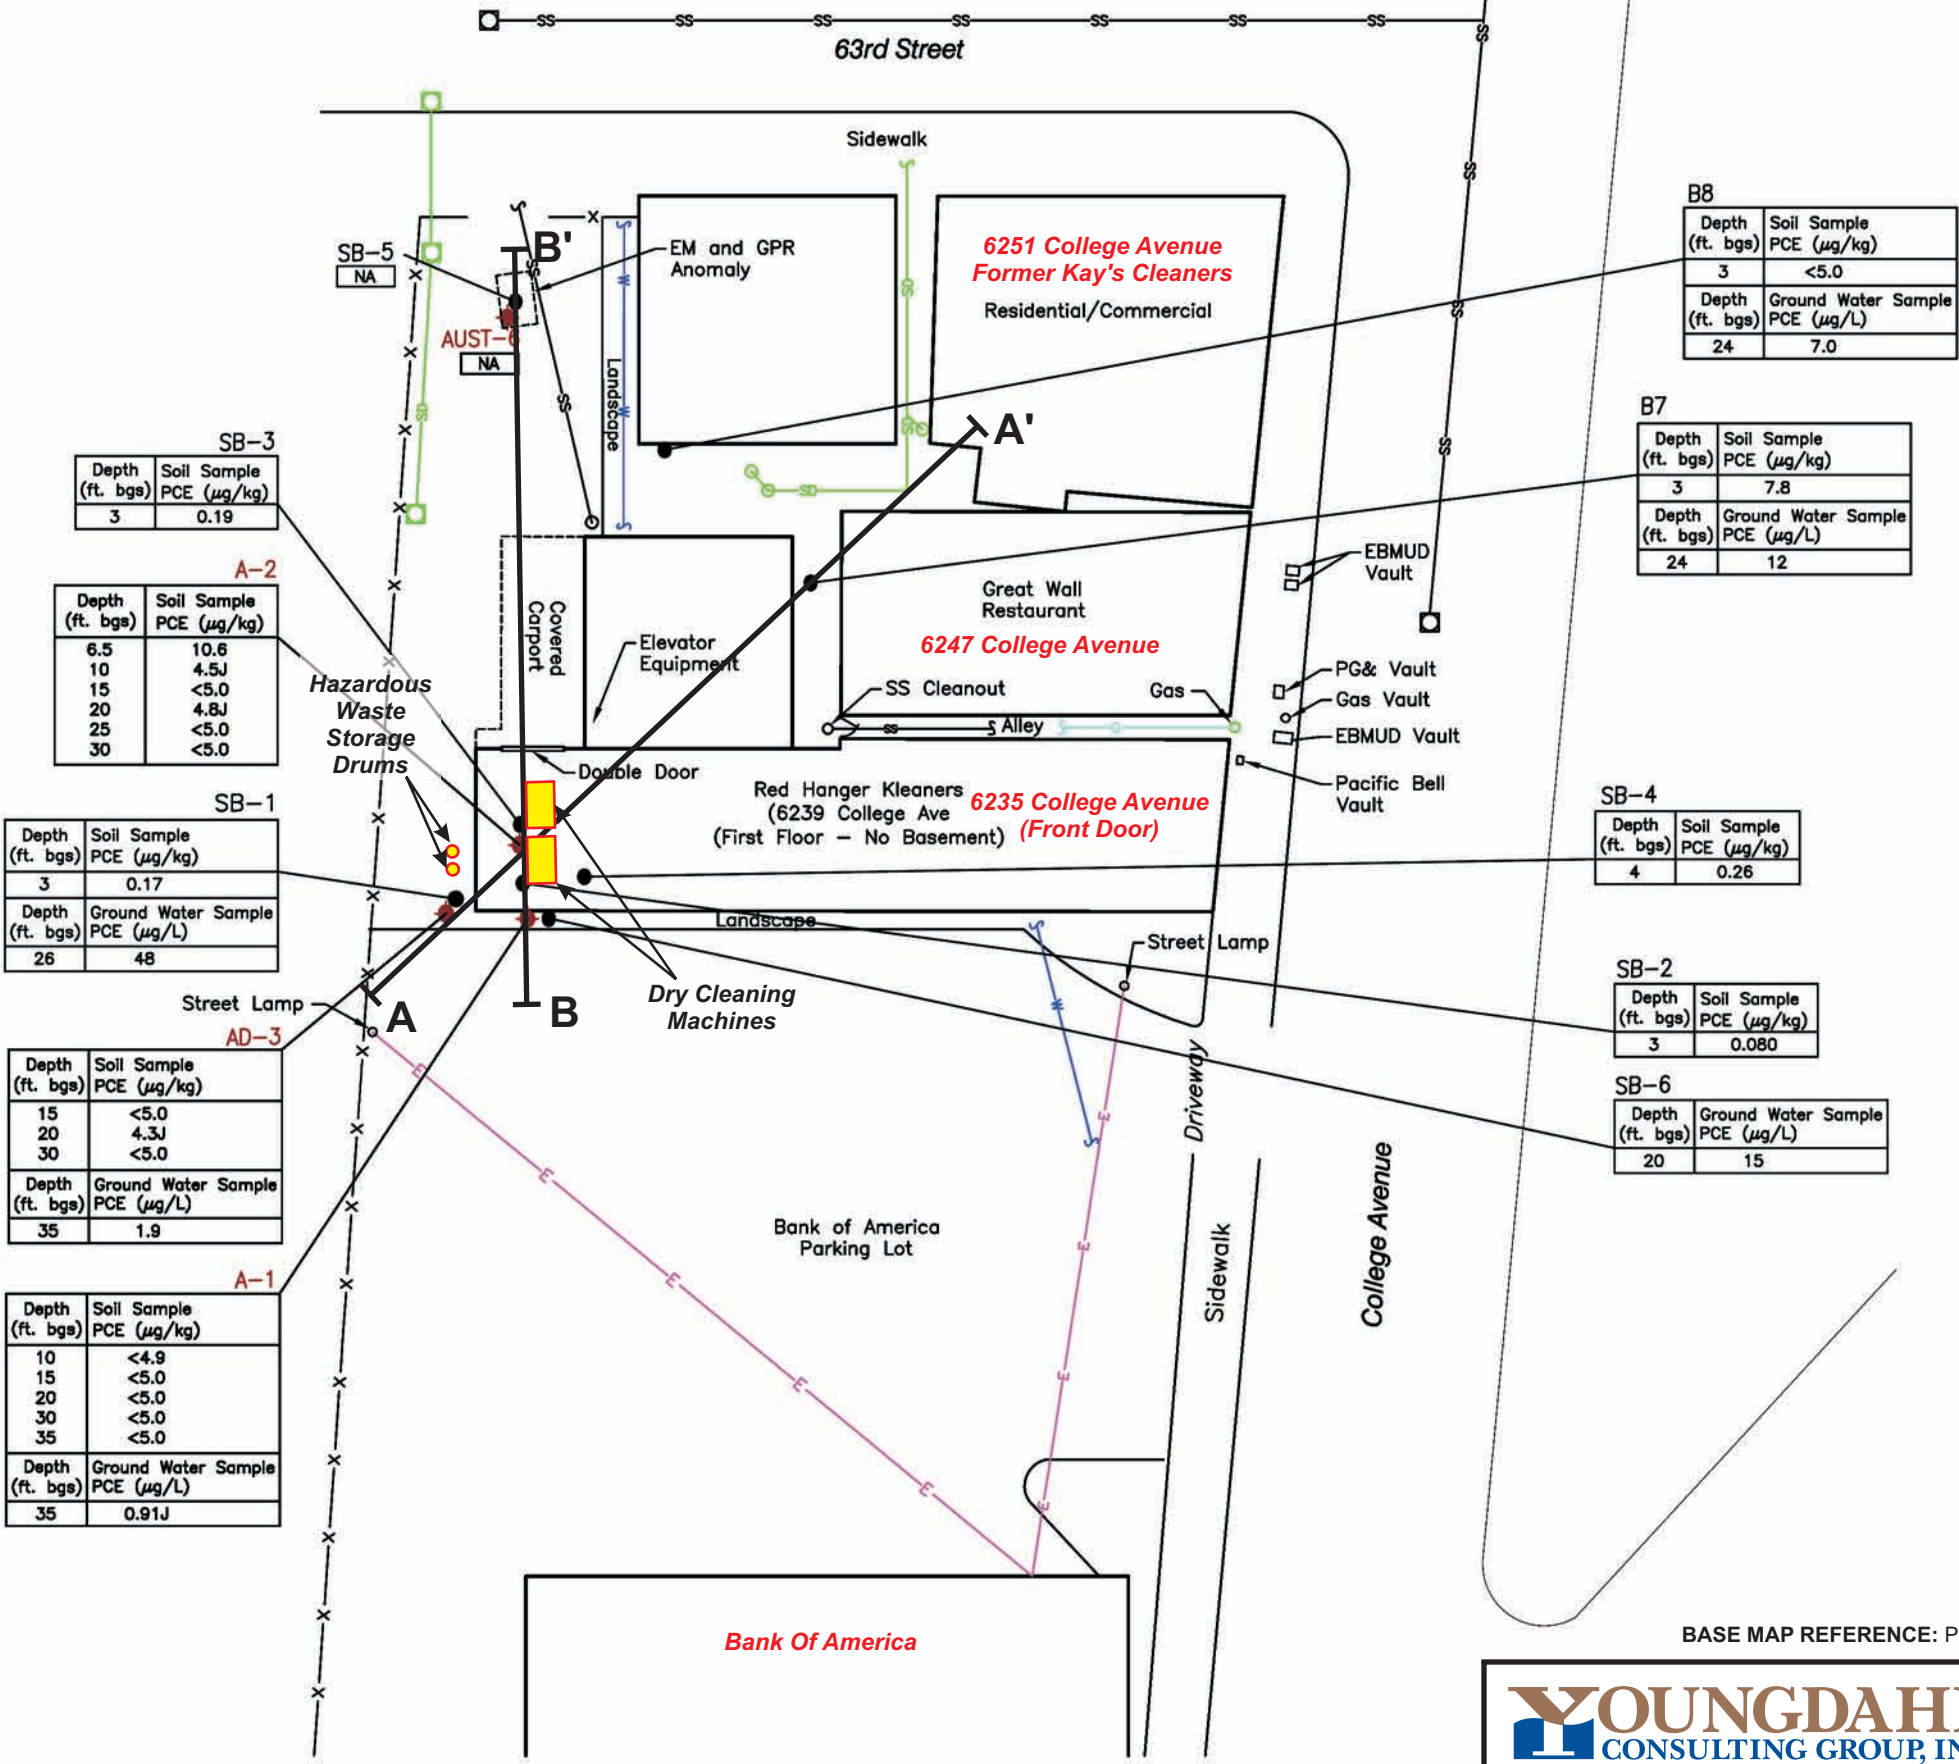 63rd Street
Sidewalk
6251 College Avenue
Former Kay's Cleaners
Residential/Commercial
EM and GPR
Anomaly
B'
SB-5
NA
AUST-6
NA
Landscape
A'
B8
Depth (ft. bgs) Soil Sample PCE (µg/kg)
3 <5.0
Depth (ft. bgs) Ground Water Sample PCE (µg/L)
24 7.0
B7
Depth (ft. bgs) Soil Sample PCE (µg/kg)
3 7.8
Depth (ft. bgs) Ground Water Sample PCE (µg/L)
24 12
SB-3
Depth (ft. bgs) Soil Sample PCE (µg/kg)
3 0.19
A-2
Depth (ft. bgs) Soil Sample PCE (µg/kg)
6.5 10.6
10 4.5J
15 <5.0
20 4.8J
25 <5.0
30 <5.0
Hazardous
Waste
Storage
Drums
Covered
Carport
Elevator
Equipment
Great Wall
Restaurant
6247 College Avenue
SS Cleanout
Gas
Alley
EBMUD
Vault
PG& Vault
Gas Vault
EBMUD Vault
Pacific Bell
Vault
Double Door
Red Hanger Kleaners
(6239 College Ave
(First Floor – No Basement)
6235 College Avenue
(Front Door)
SB-1
Depth (ft. bgs) Soil Sample PCE (µg/kg)
3 0.17
Depth (ft. bgs) Ground Water Sample PCE (µg/L)
26 48
SB-4
Depth (ft. bgs) Soil Sample PCE (µg/kg)
4 0.26
Landscape
Street Lamp
SB-2
Depth (ft. bgs) Soil Sample PCE (µg/kg)
3 0.080
Street Lamp
A
B
Dry Cleaning
Machines
AD-3
Depth (ft. bgs) Soil Sample PCE (µg/kg)
15 <5.0
20 4.3J
30 <5.0
Depth (ft. bgs) Ground Water Sample PCE (µg/L)
35 1.9
SB-6
Depth (ft. bgs) Ground Water Sample PCE (µg/L)
20 15
Driveway
Sidewalk
College Avenue
Bank of America
Parking Lot
A-1
Depth (ft. bgs) Soil Sample PCE (µg/kg)
10 <4.9
15 <5.0
20 <5.0
30 <5.0
35 <5.0
Depth (ft. bgs) Ground Water Sample PCE (µg/L)
35 0.91J
Bank Of America
BASE MAP REFERENCE: P
YOUNGDAHL
CONSULTING GROUP, IN